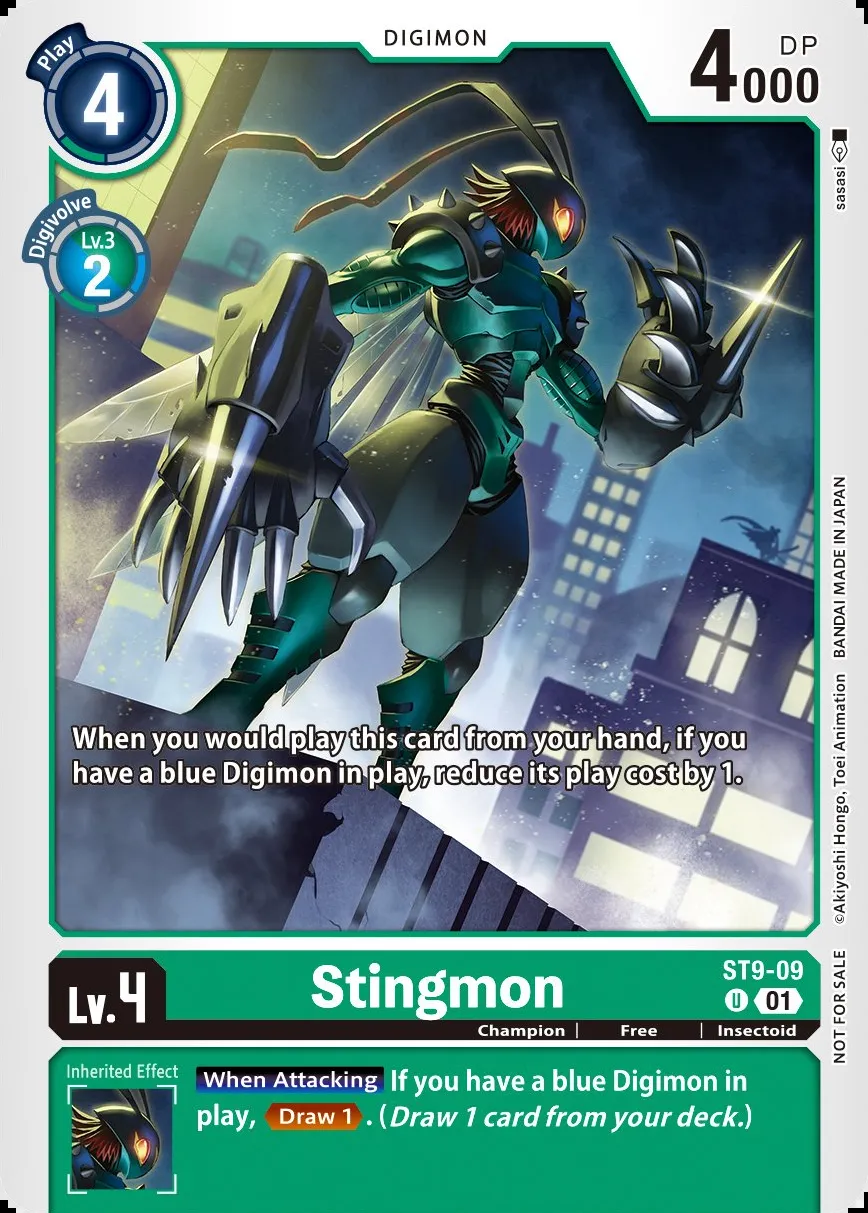 DIGIMON
Play
4
DP
4000
Digivolve
Lv.3
2
sasasi
BANDAI MADE IN JAPAN
©Akiyoshi Hongo, Toei Animation
NOT FOR SALE
When you would play this card from your hand, if you
have a blue Digimon in play, reduce its play cost by 1.
Lv.4
Stingmon
ST9-09
U 01
Champion | Free | Insectoid
Inherited Effect
When Attacking If you have a blue Digimon in
play, Draw 1 . (Draw 1 card from your deck.)